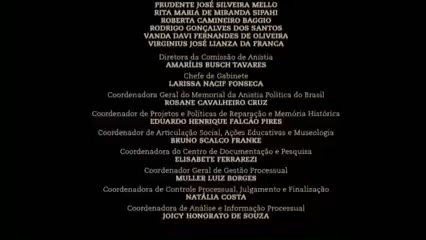 PRUDENTE JOSÉ SILVEIRA MELLO
RITA MARIA DE MIRANDA SIPAHI
ROBERTA CAMINEIRO BAGGIO
RODRIGO GONÇALVES DOS SANTOS
VANDA DAVI FERNANDES DE OLIVEIRA
VIRGINIUS JOSÉ LIANZA DA FRANCA
Diretora da Comissão de Anistia
AMARÍLIS BUSCH TAVARES
Chefe de Gabinete
LARISSA NACIF FONSECA
Coordenadora Geral do Memorial da Anistia Política do Brasil
ROSANE CAVALHEIRO CRUZ
Coordenador de Projetos e Políticas de Reparação e Memória Histórica
EDUARDO HENRIQUE FALCÃO PIRES
Coordenador de Articulação Social, Ações Educativas e Museologia
BRUNO SCALCO FRANKE
Coordenadora do Centro de Documentação e Pesquisa
ELISABETE FERRAREZI
Coordenador Geral de Gestão Processual
MULLER LUIZ BORGES
Coordenadora de Controle Processual, Julgamento e Finalização
NATÁLIA COSTA
Coordenadora de Análise e Informação Processual
JOICY HONORATO DE SOUZA